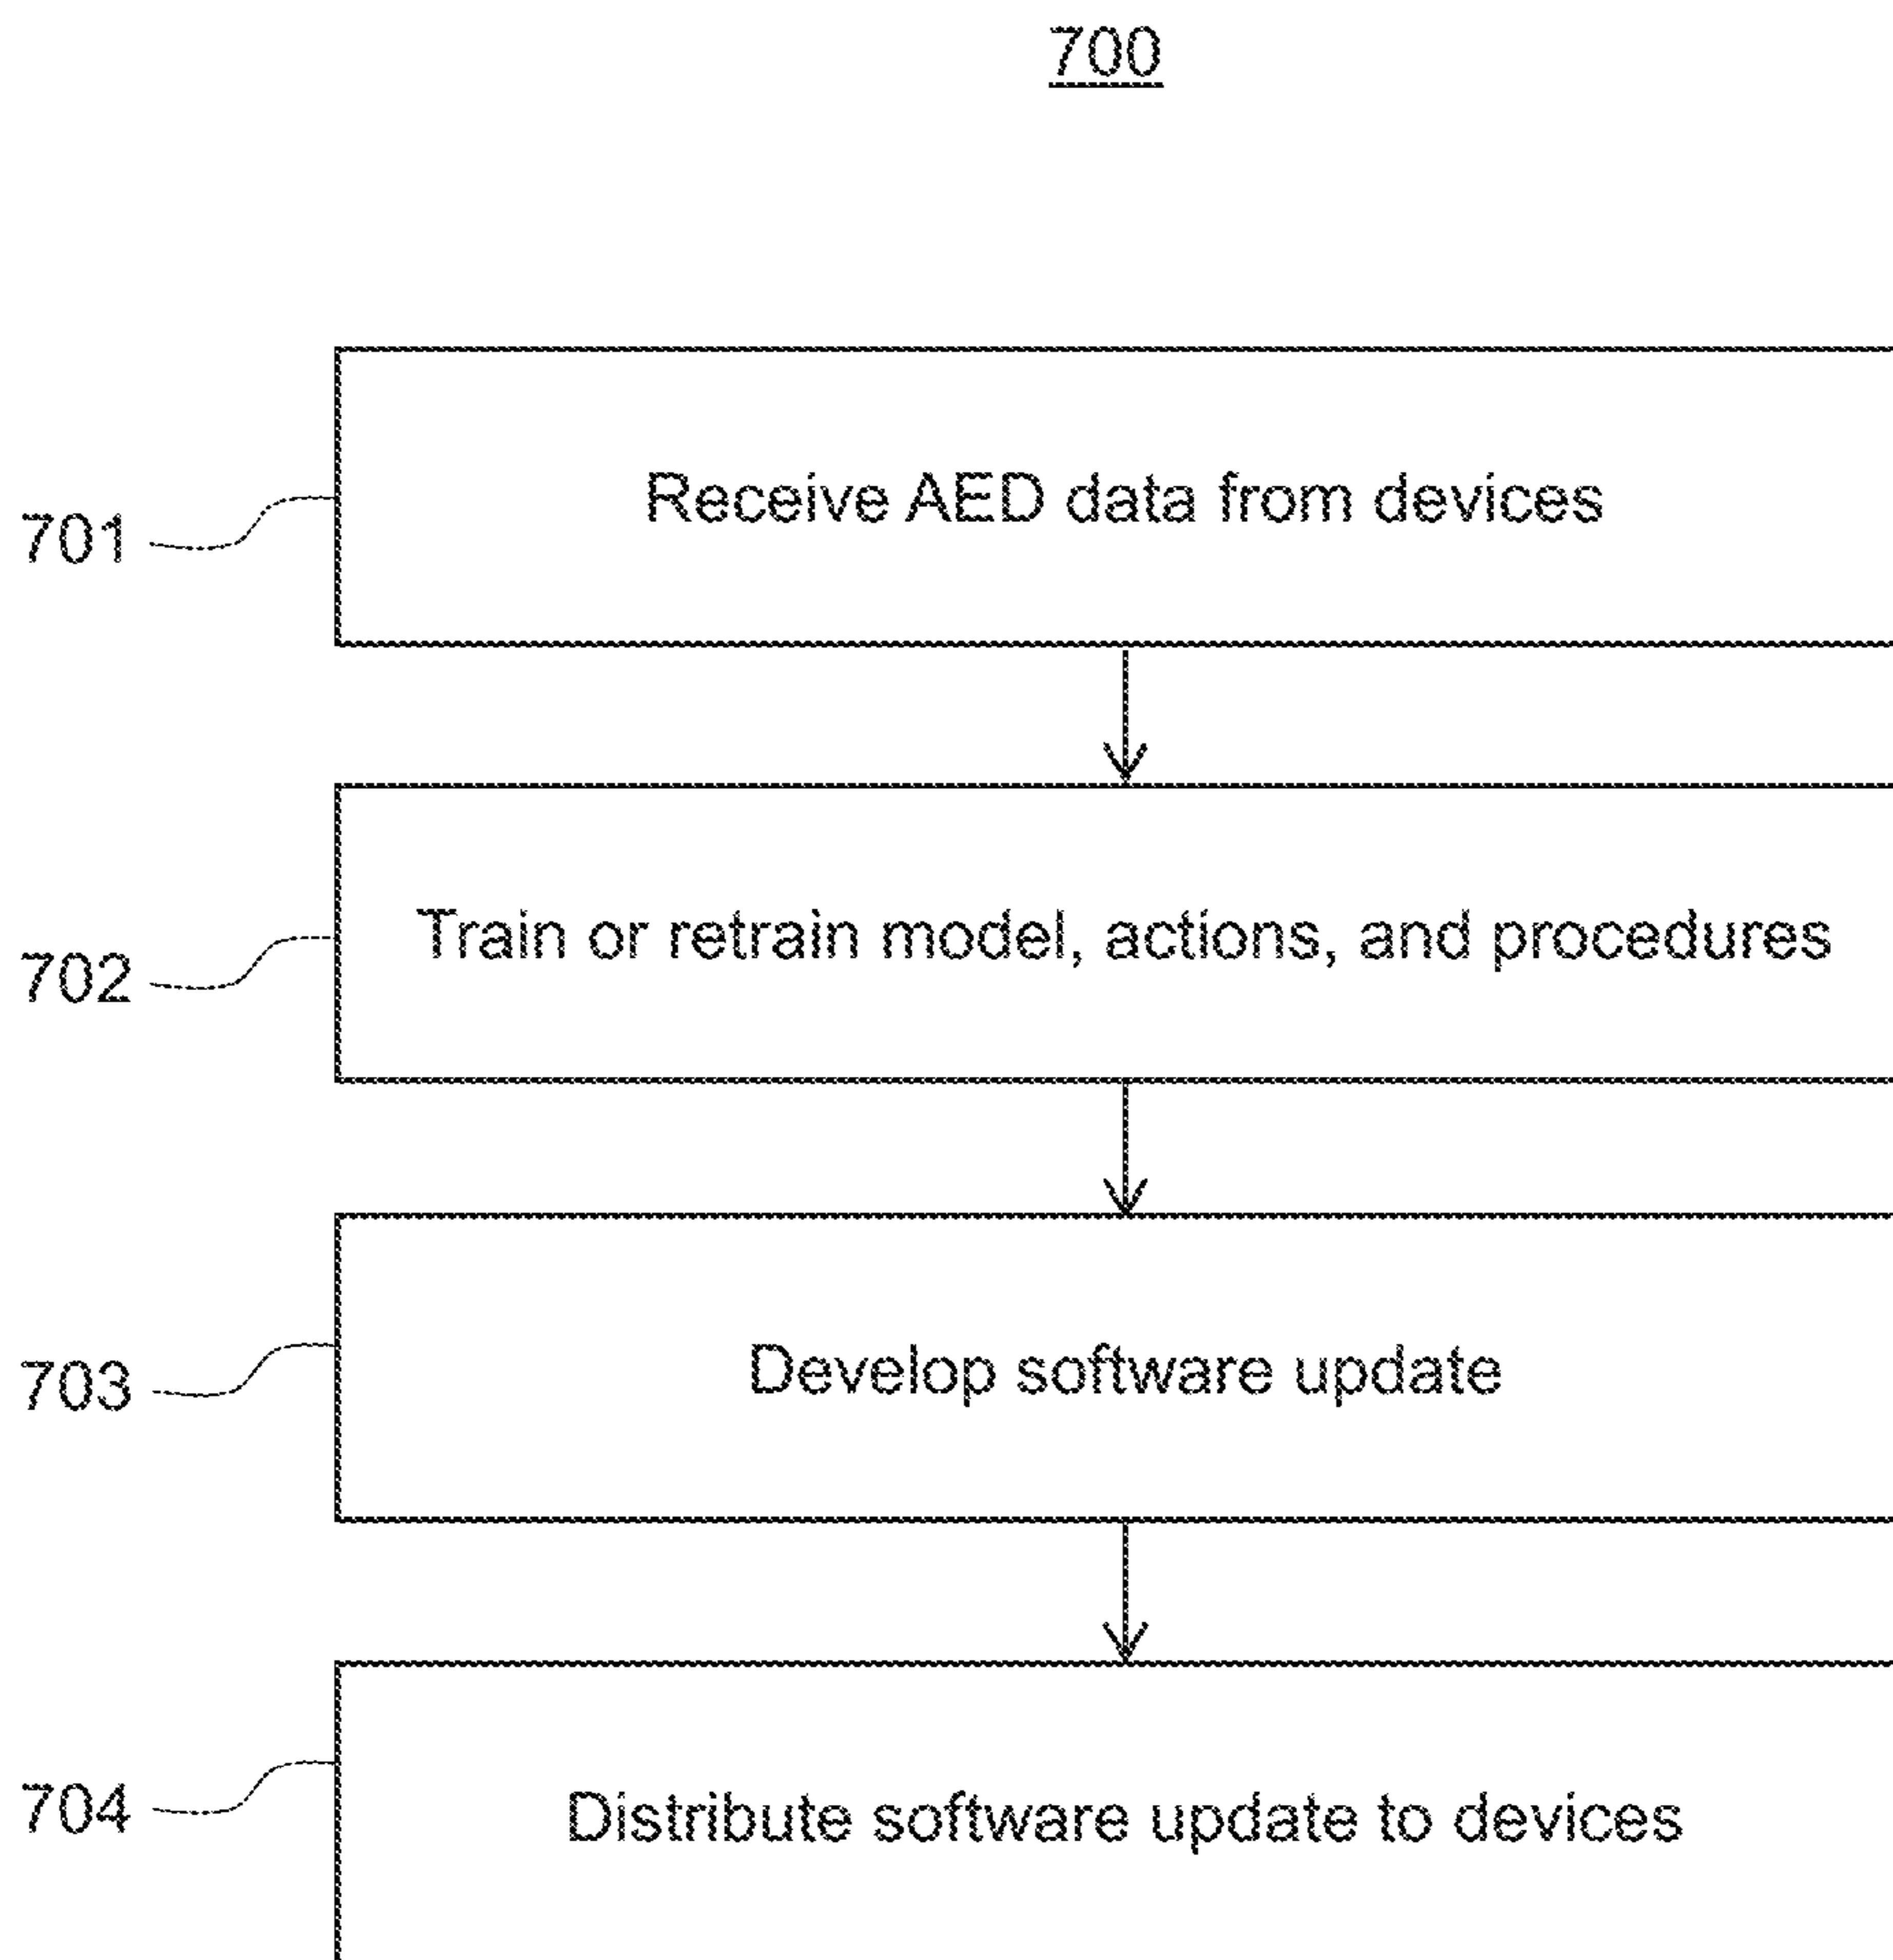 700
701
Receive AED data from devices
702
Train or retrain model, actions, and procedures
703
Develop software update
704
Distribute software update to devices